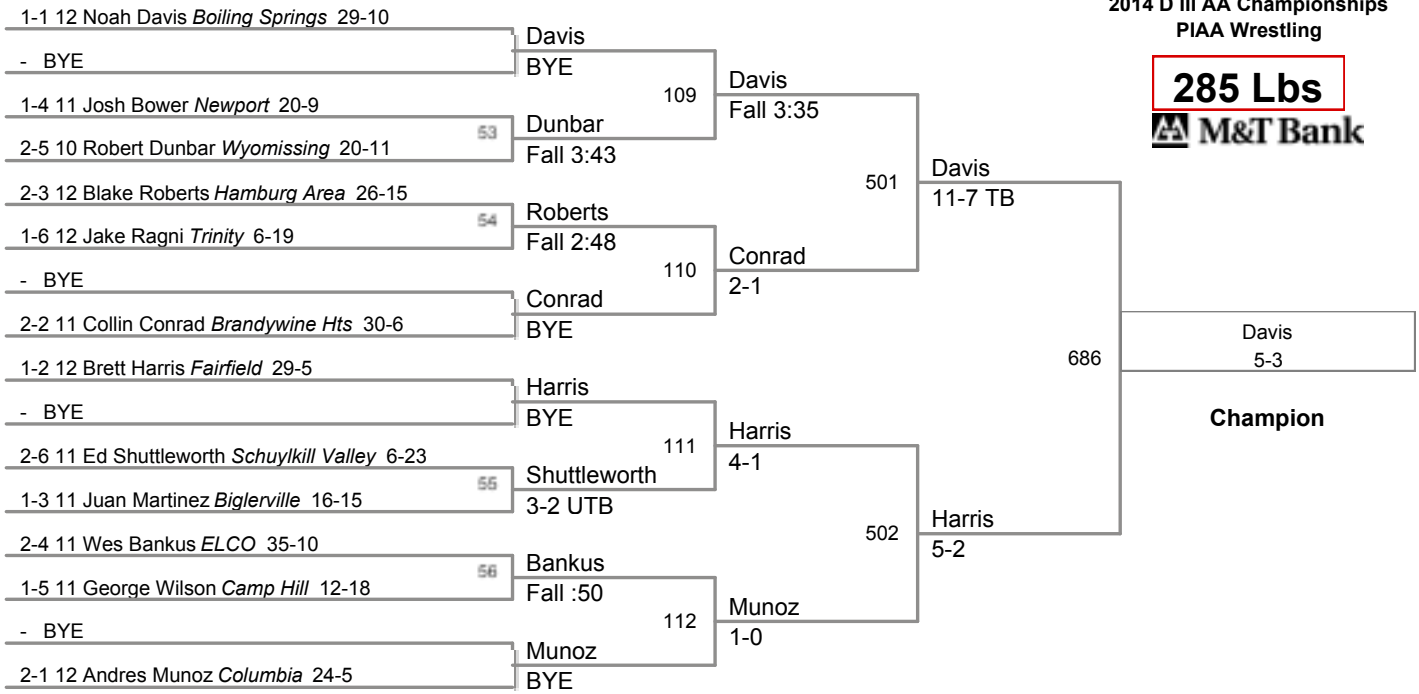 2014 D III AA Championships
PIAA Wrestling
285 Lbs
M&T Bank
1-1 12 Noah Davis Boiling Springs 29-10
- BYE
1-4 11 Josh Bower Newport 20-9
2-5 10 Robert Dunbar Wyomissing 20-11
2-3 12 Blake Roberts Hamburg Area 26-15
1-6 12 Jake Ragni Trinity 6-19
- BYE
2-2 11 Collin Conrad Brandywine Hts 30-6
1-2 12 Brett Harris Fairfield 29-5
- BYE
2-6 11 Ed Shuttleworth Schuylkill Valley 6-23
1-3 11 Juan Martinez Biglerville 16-15
2-4 11 Wes Bankus ELCO 35-10
1-5 11 George Wilson Camp Hill 12-18
- BYE
2-1 12 Andres Munoz Columbia 24-5
53
54
55
56
Davis
BYE
Dunbar
Fall 3:43
Roberts
Fall 2:48
Conrad
BYE
Harris
BYE
Shuttleworth
3-2 UTB
Bankus
Fall :50
Munoz
BYE
109
110
111
112
Davis
Fall 3:35
Conrad
2-1
Harris
4-1
Munoz
1-0
501
502
Davis
11-7 TB
Harris
5-2
686
Davis
5-3
Champion